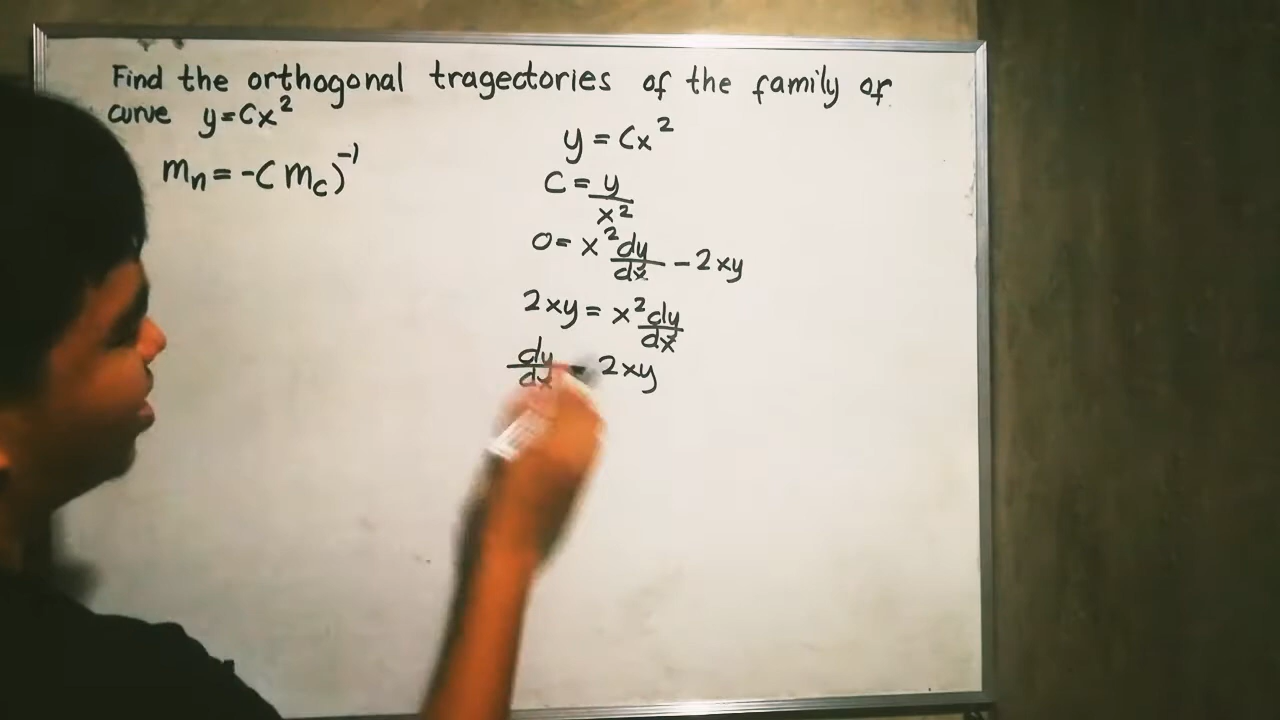 Find the orthogonal tragectories of the family of
curve y=Cx²
mₙ = -(m_c)⁻¹
y = Cx²
C = y/x²
0 = x² dy/dx - 2xy
2xy = x² dy/dx
dy/dx = 2xy